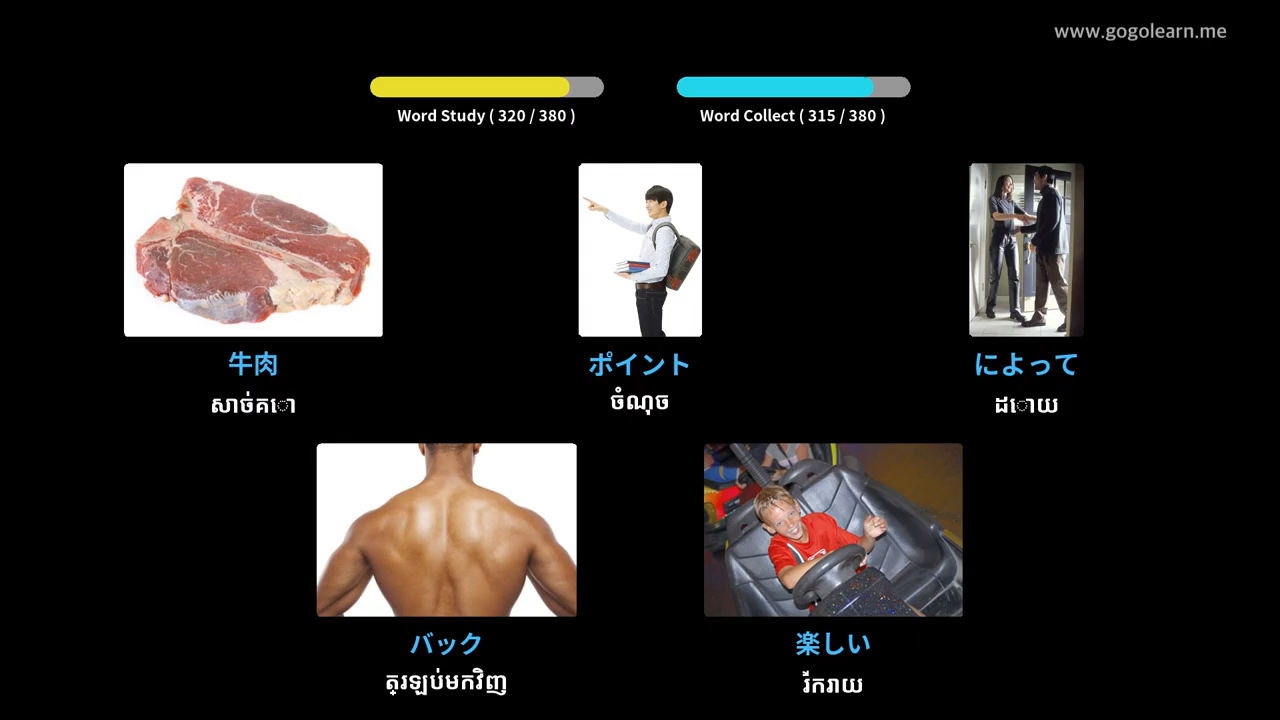 www.gogolearn.me
Word Study ( 320 / 380 )
Word Collect ( 315 / 380 )
牛肉
ポイント
によって
សាច់គោ
ចំណុច
ដោយ
バック
楽しい
ត្រឡប់មកវិញ
រីករាយ